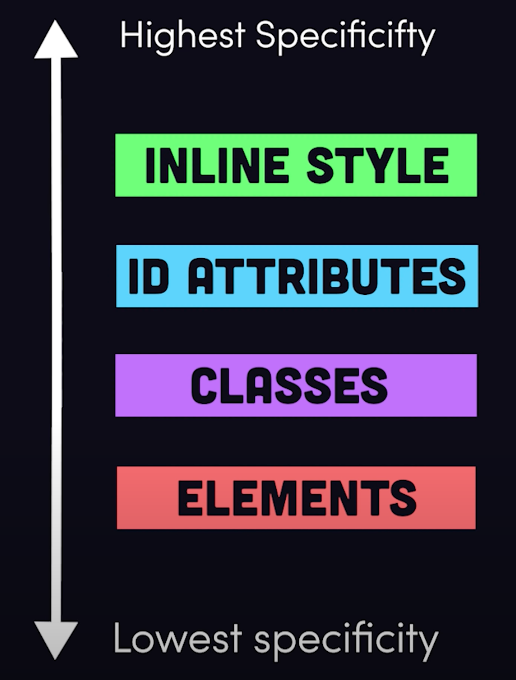 Highest Specificifty
INLINE STYLE
ID ATTRIBUTES
CLASSES
ELEMENTS
Lowest specificity